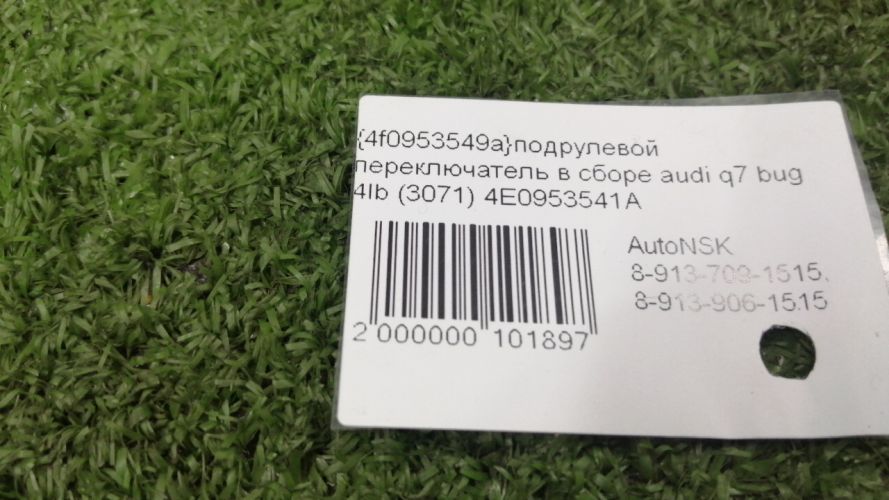 {4f0953549a}подрулевой
переключатель в сборе audi q7 bug
4lb (3071) 4E0953541A
AutoNSK
8-913-709-1515,
8-913-906-1515
2 000000 101897